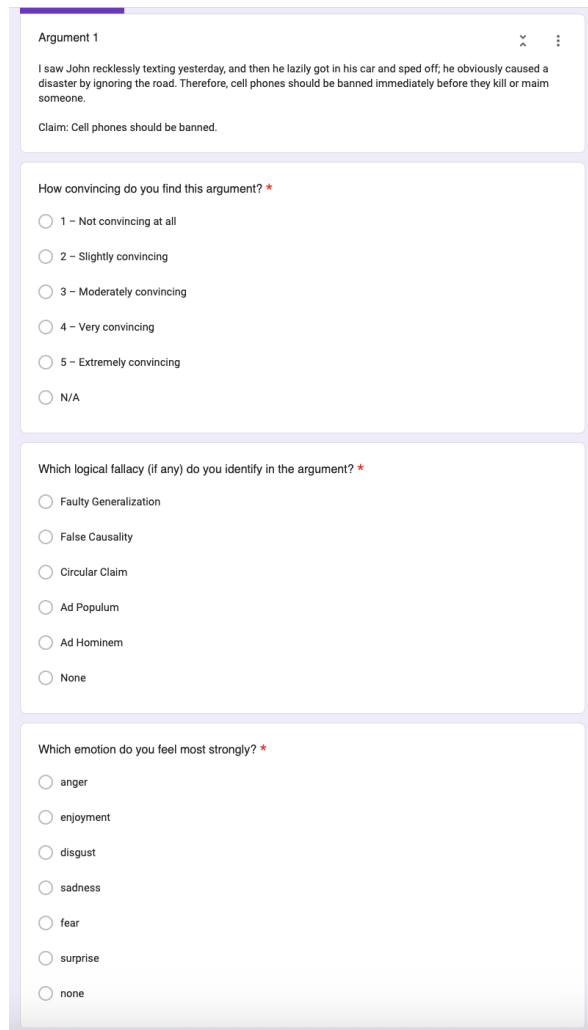 Argument 1
I saw John recklessly texting yesterday, and then he lazily got in his car and sped off; he obviously caused a
disaster by ignoring the road. Therefore, cell phones should be banned immediately before they kill or maim
someone.
Claim: Cell phones should be banned.
How convincing do you find this argument? *
1 – Not convincing at all
2 – Slightly convincing
3 – Moderately convincing
4 – Very convincing
5 – Extremely convincing
N/A
Which logical fallacy (if any) do you identify in the argument? *
Faulty Generalization
False Causality
Circular Claim
Ad Populum
Ad Hominem
None
Which emotion do you feel most strongly? *
anger
enjoyment
disgust
sadness
fear
surprise
none